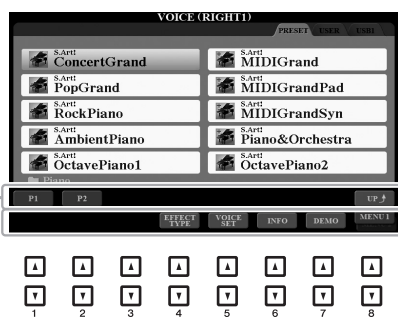 VOICE (RIGHT1)
PRESET USER USB1
S.Art!
ConcertGrand
S.Art!
MIDIGrand
S.Art!
PopGrand
S.Art!
MIDIGrandPad
S.Art!
RockPiano
S.Art!
MIDIGrandSyn
S.Art!
AmbientPiano
S.Art!
Piano&Orchestra
S.Art!
OctavePiano1
S.Art!
OctavePiano2
Piano
P1 P2 UP
EFFECT TYPE
VOICE SET
INFO
DEMO
MENU 1
1 2 3 4 5 6 7 8